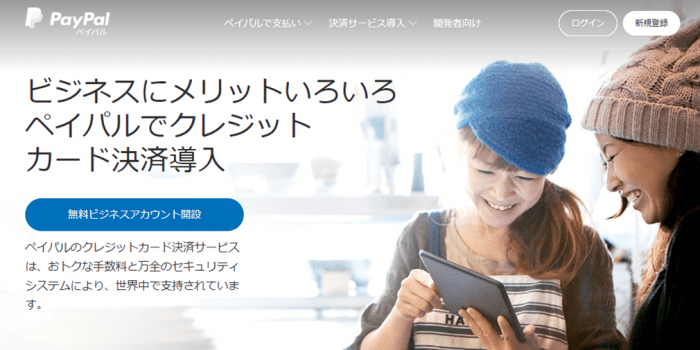 PayPal
ペイパル
ペイパルで支払い
決済サービス導入
開発者向け
ログイン
新規登録
ビジネスにメリットいろいろ
ペイパルでクレジット
カード決済導入
無料ビジネスアカウント開設
ペイパルのクレジットカード決済サービス
は、おトクな手数料と万全のセキュリティ
システムにより、世界中で支持されていま
す。
HA